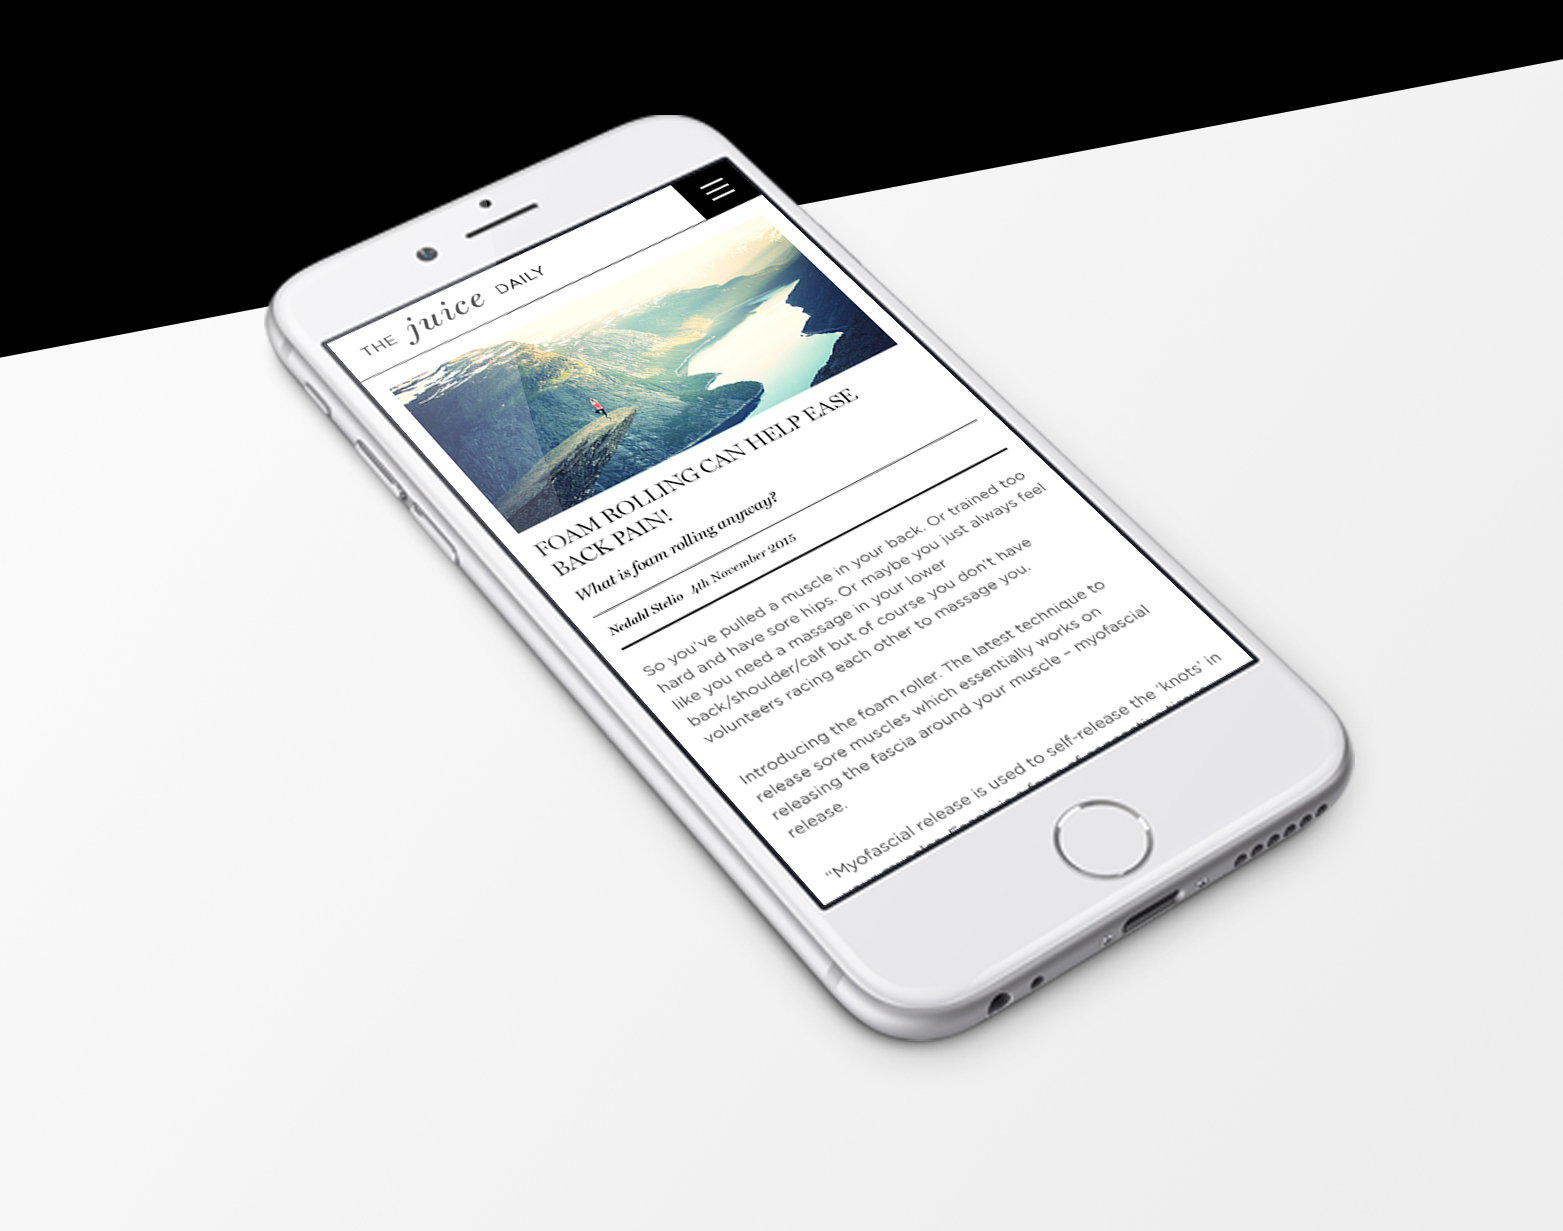 THE juice DAILY
FOAM ROLLING CAN HELP EASE
BACK PAIN!
What is foam rolling anyway?
Nedahl Stelio 4th November 2015
So you've pulled a muscle in your back. Or trained too
hard and have sore hips. Or maybe you just always feel
like you need a massage in your lower
back/shoulder/calf but of course you don't have
volunteers racing each other to massage you.
Introducing the foam roller. The latest technique to
release sore muscles which essentially works on
releasing the fascia around your muscle – myofascial
release.
"Myofascial release is used to self-release the 'knots' in